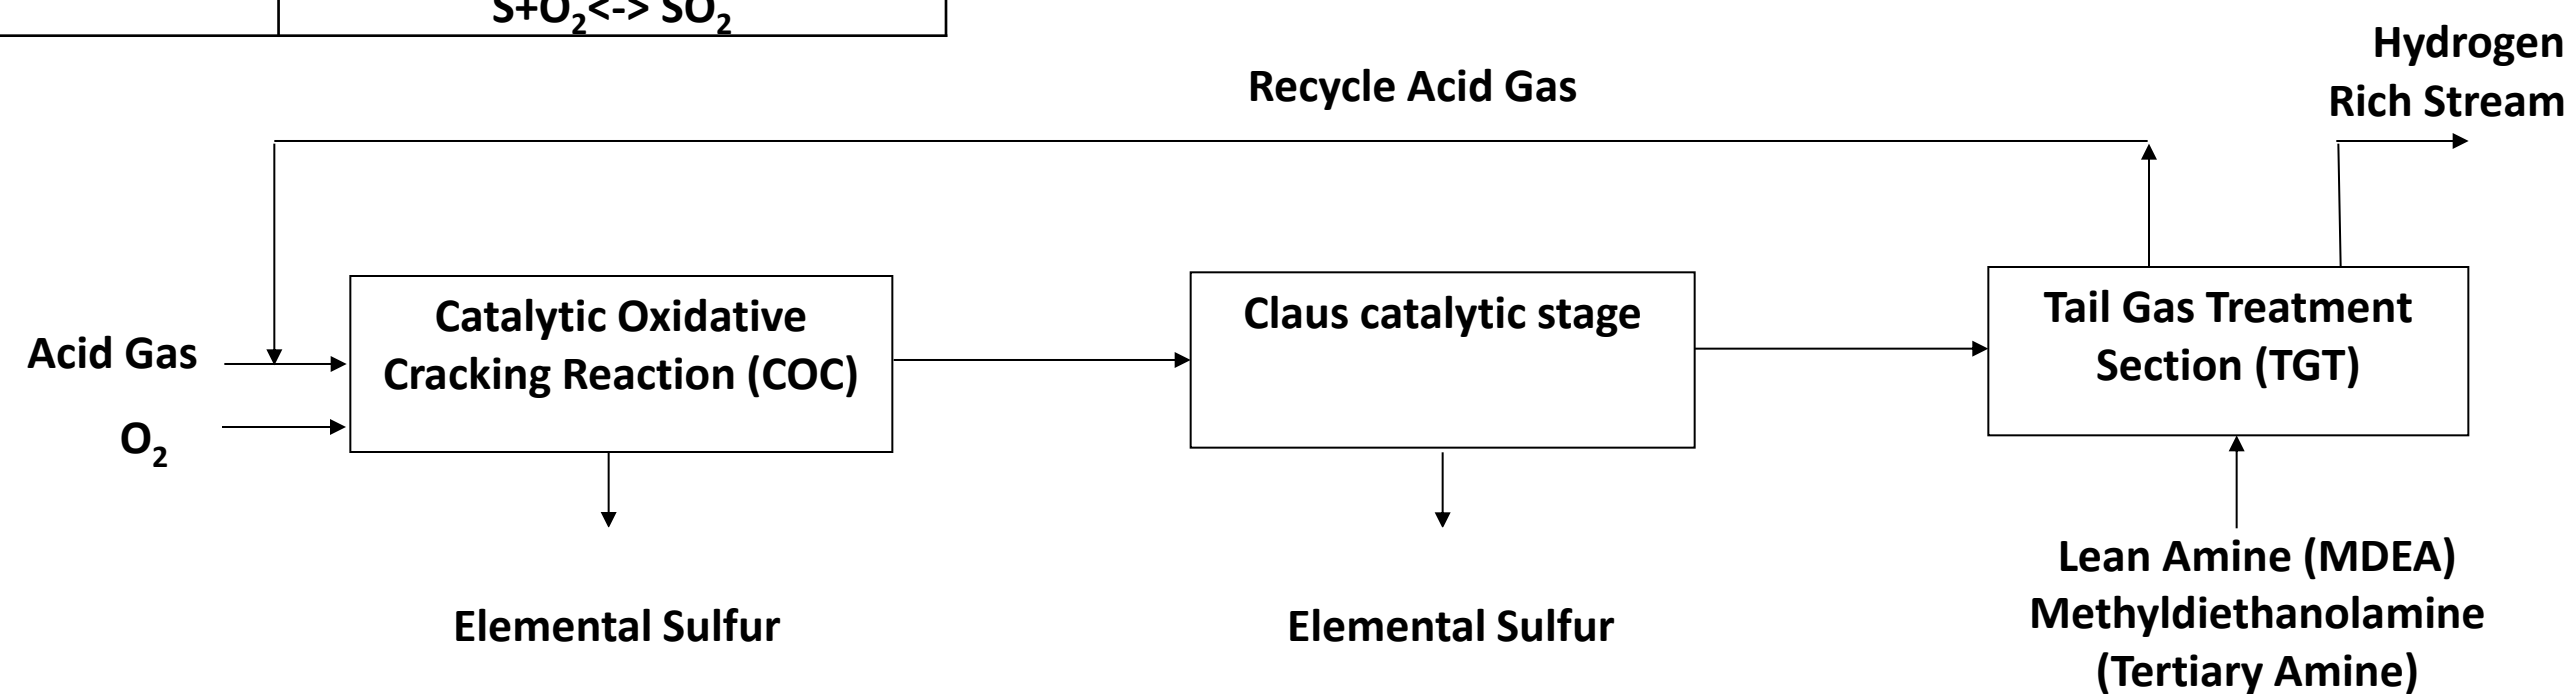 S+O₂<-> SO₂
Hydrogen
Rich Stream
Recycle Acid Gas
Acid Gas
O₂
Catalytic Oxidative
Cracking Reaction (COC)
Claus catalytic stage
Tail Gas Treatment
Section (TGT)
Elemental Sulfur
Elemental Sulfur
Lean Amine (MDEA)
Methyldiethanolamine
(Tertiary Amine)